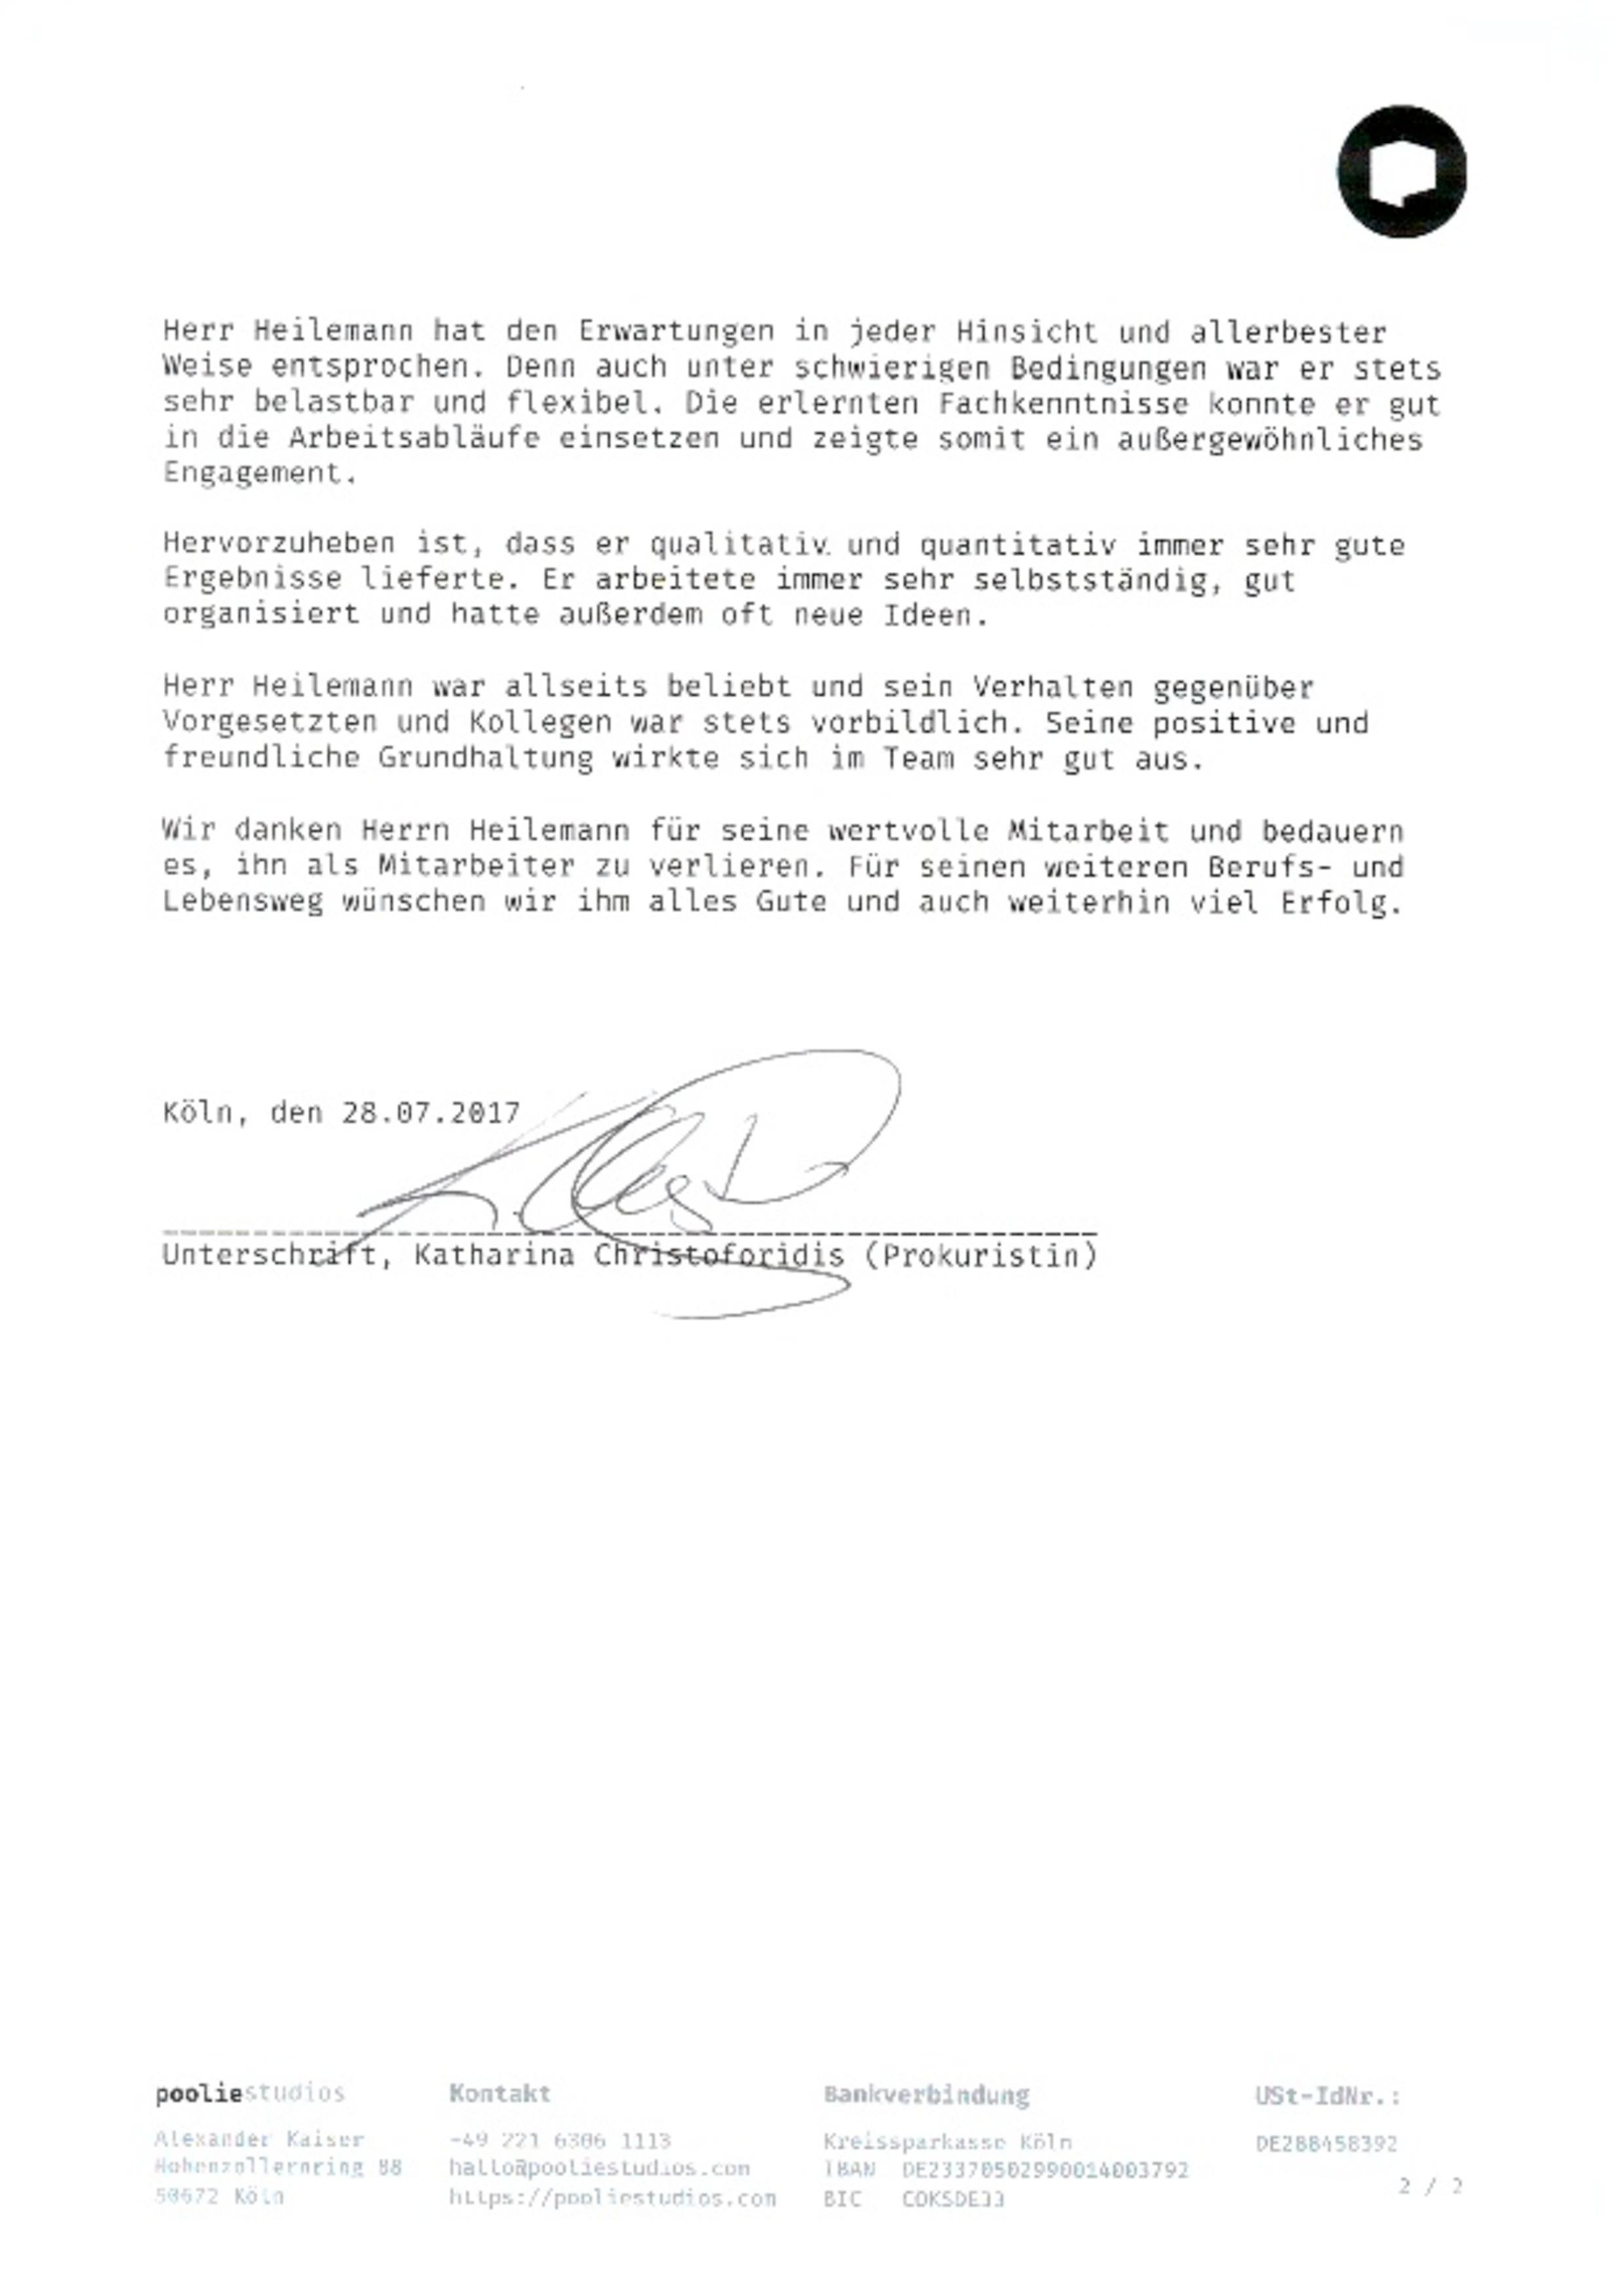 Herr Heilemann hat den Erwartungen in jeder Hinsicht und allerbester
Weise entsprochen. Denn auch unter schwierigen Bedingungen war er stets
sehr belastbar und flexibel. Die erlernten Fachkenntnisse konnte er gut
in die Arbeitsabläufe einsetzen und zeigte somit ein außergewöhnliches
Engagement.
Hervorzuheben ist, dass er qualitativ und quantitativ immer sehr gute
Ergebnisse lieferte. Er arbeitete immer sehr selbstständig, gut
organisiert und hatte außerdem oft neue Ideen.
Herr Heilemann war allseits beliebt und sein Verhalten gegenüber
Vorgesetzten und Kollegen war stets vorbildlich. Seine positive und
freundliche Grundhaltung wirkte sich im Team sehr gut aus.
Wir danken Herrn Heilemann für seine wertvolle Mitarbeit und bedauern
es, ihn als Mitarbeiter zu verlieren. Für seinen weiteren Berufs- und
Lebensweg wünschen wir ihm alles Gute und auch weiterhin viel Erfolg.
Köln, den 28.07.2017
Unterschrift, Katharina Christoforidis (Prokuristin)
pooliestudios
Alexander Kaiser
Hohenzollernring 88
50672 Köln
Kontakt
+49 221 6306 1113
hallo@pooliestudios.com
https://pooliestudios.com
Bankverbindung
Kreissparkasse Köln
IBAN DE23370502990014003792
BIC COKSDE33
USt-IdNr.:
DE288458392
2 / 2